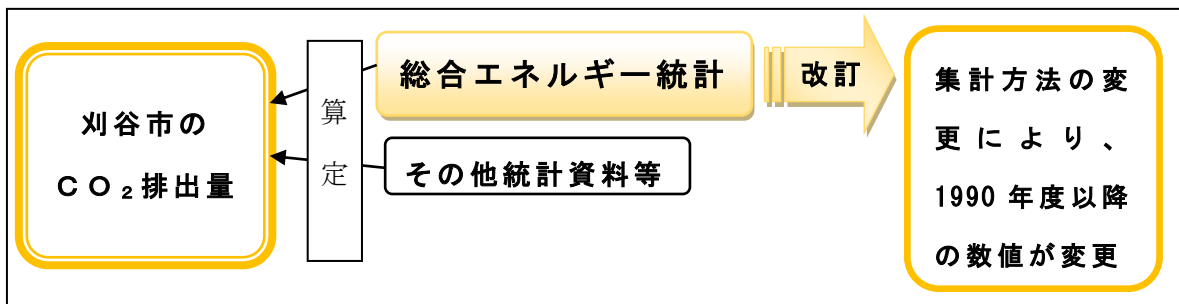 刈谷市の
CO₂排出量
算
定
総合エネルギー統計
その他統計資料等
改訂
集計方法の変
更により、
1990年度以降
の数値が変更